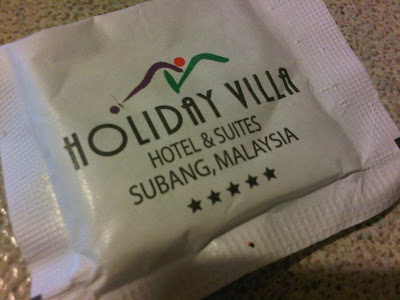 HOLIDAY VILLA
HOTEL & SUITES
SUBANG, MALAYSIA